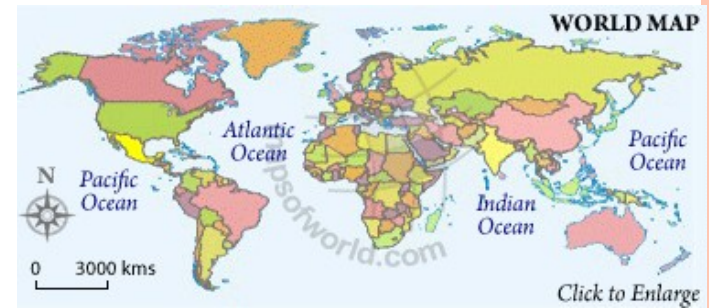 WORLD MAP
Atlantic
Ocean
Pacific
Ocean
N
Pacific
Ocean
Indian
Ocean
mapsofworld.com
0 3000 kms
Click to Enlarge